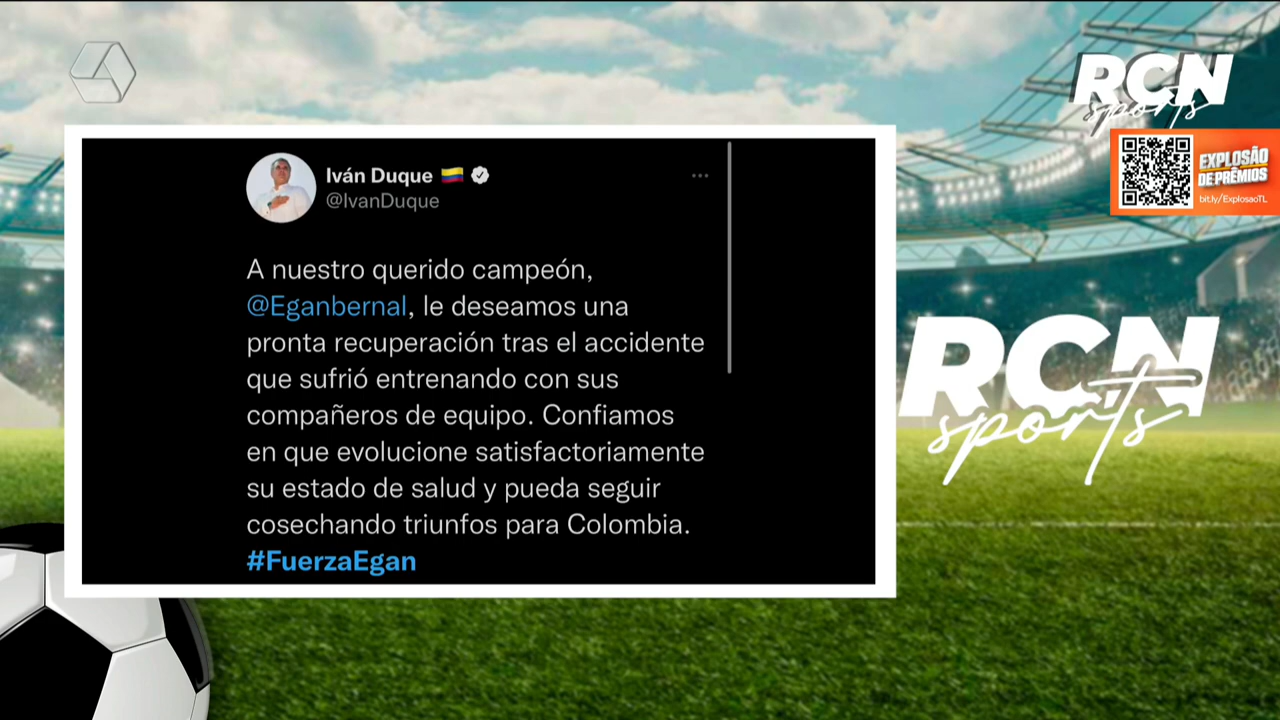 RCN
sports
EXPLOSÃO
DE PRÊMIOS
bit.ly/ExplosaoTL
Iván Duque
@IvanDuque
A nuestro querido campeón,
@Eganbernal, le deseamos una
pronta recuperación tras el accidente
que sufrió entrenando con sus
compañeros de equipo. Confiamos
en que evolucione satisfactoriamente
su estado de salud y pueda seguir
cosechando triunfos para Colombia.
#FuerzaEgan
RCN
sports